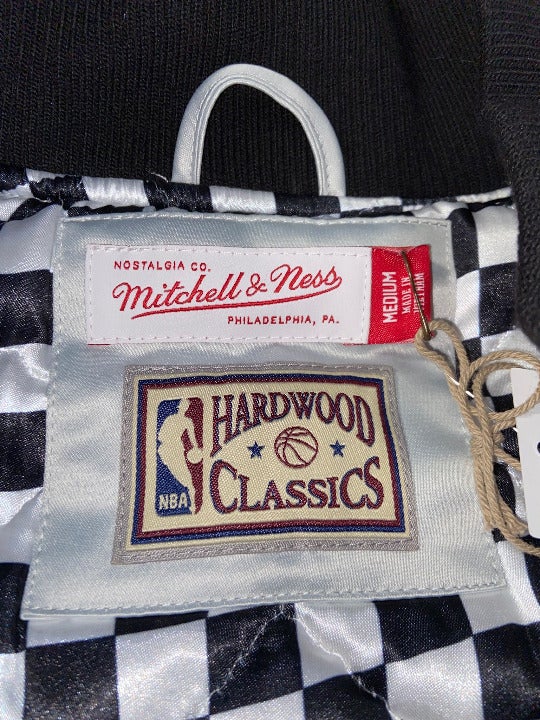 NOSTALGIA CO.
Mitchell & Ness
PHILADELPHIA, PA.
MEDIUM
MADE IN
VIETNAM
HARDWOOD
CLASSICS
NBA